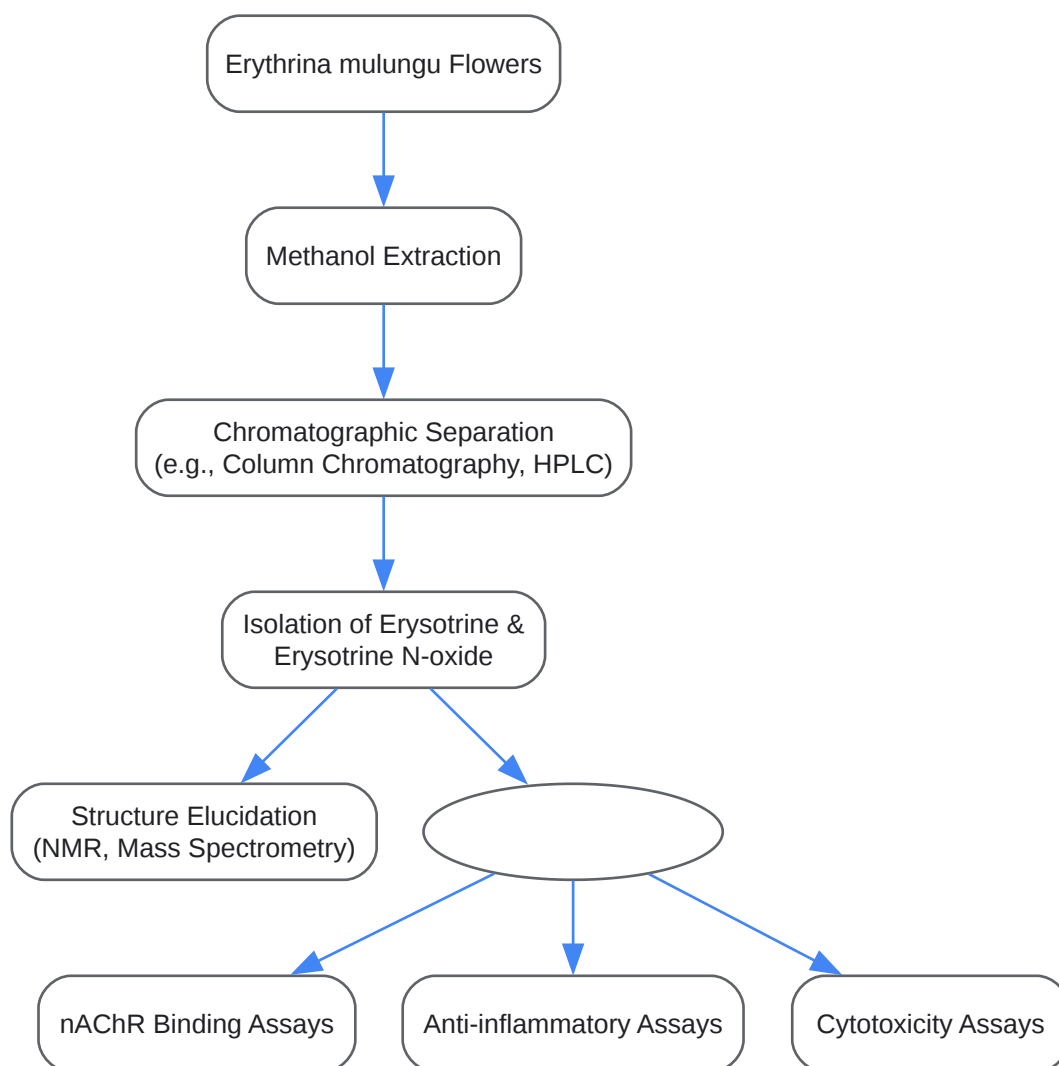 Erythrina mulungu Flowers
Methanol Extraction
Chromatographic Separation
(e.g., Column Chromatography, HPLC)
Isolation of Erysotrine &
Erysotrine N-oxide
Structure Elucidation
(NMR, Mass Spectrometry)
nAChR Binding Assays
Anti-inflammatory Assays
Cytotoxicity Assays